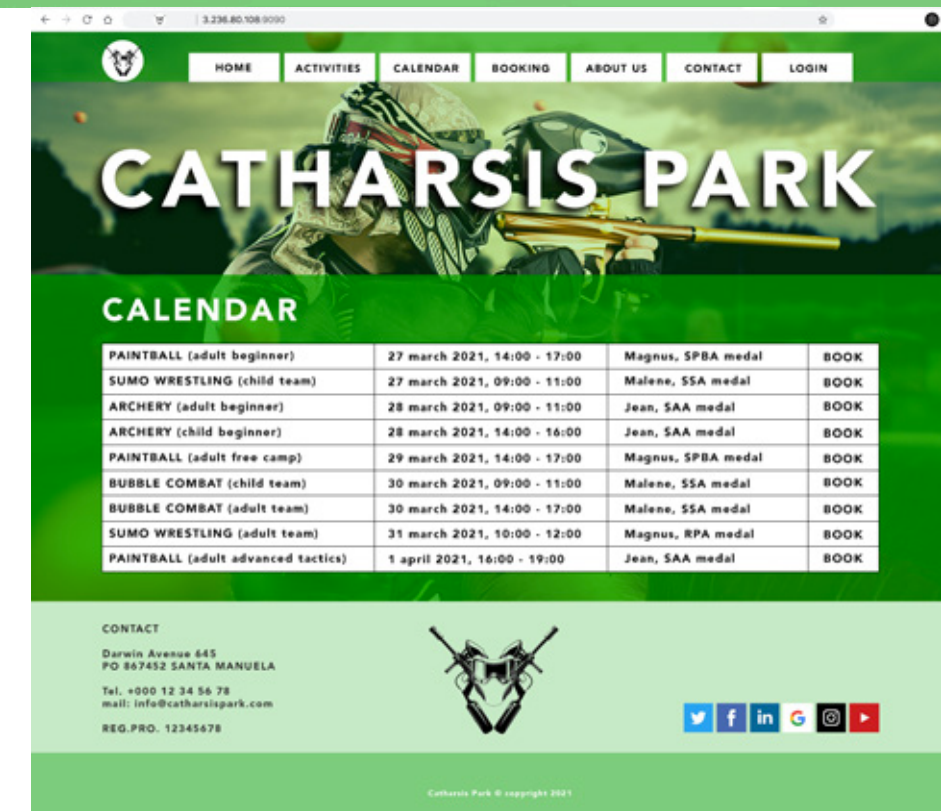 3.236.80.108:9090
HOME ACTIVITIES CALENDAR BOOKING ABOUT US CONTACT LOGIN
CATHARSIS PARK
CALENDAR
PAINTBALL (adult beginner) 27 march 2021, 14:00 - 17:00 Magnus, SPBA medal BOOK
SUMO WRESTLING (child team) 27 march 2021, 09:00 - 11:00 Malene, SSA medal BOOK
ARCHERY (adult beginner) 28 march 2021, 09:00 - 11:00 Jean, SAA medal BOOK
ARCHERY (child beginner) 28 march 2021, 14:00 - 16:00 Jean, SAA medal BOOK
PAINTBALL (adult free camp) 29 march 2021, 14:00 - 17:00 Magnus, SPBA medal BOOK
BUBBLE COMBAT (child team) 30 march 2021, 09:00 - 11:00 Malene, SSA medal BOOK
BUBBLE COMBAT (adult team) 30 march 2021, 14:00 - 17:00 Malene, SSA medal BOOK
SUMO WRESTLING (adult team) 31 march 2021, 10:00 - 12:00 Magnus, RPA medal BOOK
PAINTBALL (adult advanced tactics) 1 april 2021, 16:00 - 19:00 Jean, SAA medal BOOK
CONTACT
Darwin Avenue 645
PO 867452 SANTA MANUELA
Tel. +000 12 34 56 78
mail: info@catharsispark.com
REG.PRO. 12345678
Catharsis Park © copyright 2021